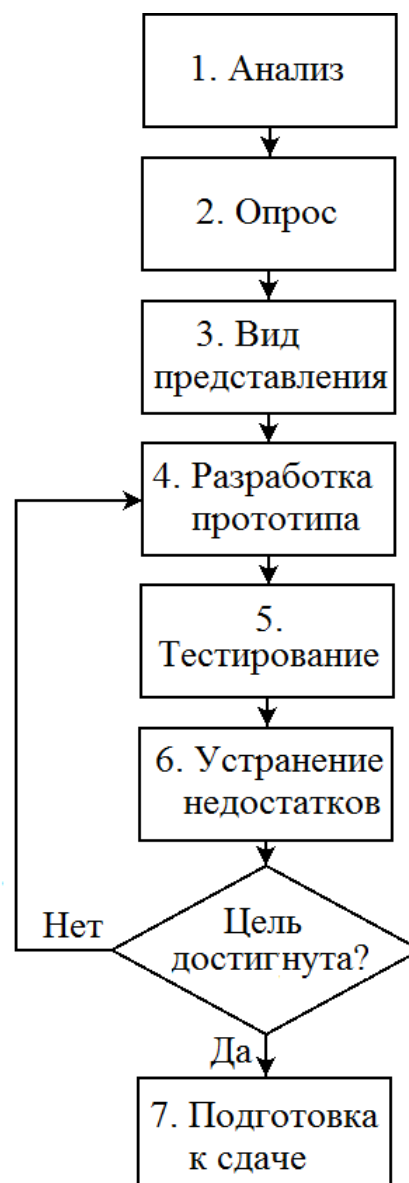 1. Анализ
2. Опрос
3. Вид
представления
4. Разработка
прототипа
5.
Тестирование
6. Устранение
недостатков
Цель
достигнута?
Нет
Да
7. Подготовка
к сдаче